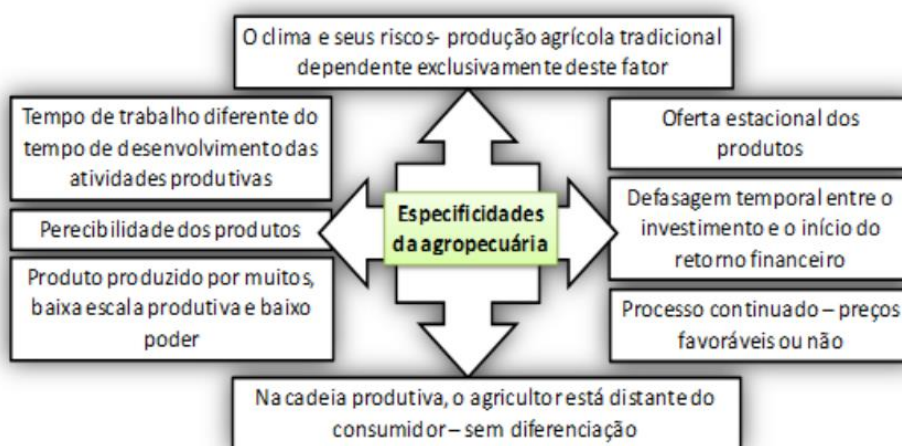 O clima e seus riscos- produção agrícola tradicional
dependente exclusivamente deste fator
Tempo de trabalho diferente do
tempo de desenvolvimento das
atividades produtivas
Perecibilidade dos produtos
Produto produzido por muitos,
baixa escala produtiva e baixo
poder
Especificidades
da agropecuária
Oferta estacional dos
produtos
Defasagem temporal entre o
investimento e o início do
retorno financeiro
Processo continuado – preços
favoráveis ou não
Na cadeia produtiva, o agricultor está distante do
consumidor – sem diferenciação